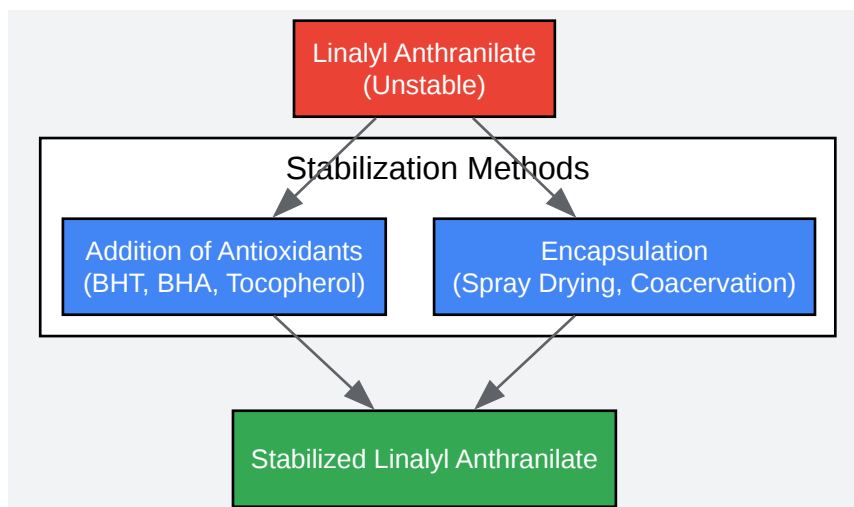 Linalyl Anthranilate
(Unstable)
Stabilization Methods
Addition of Antioxidants
(BHT, BHA, Tocopherol)
Encapsulation
(Spray Drying, Coacervation)
Stabilized Linalyl Anthranilate